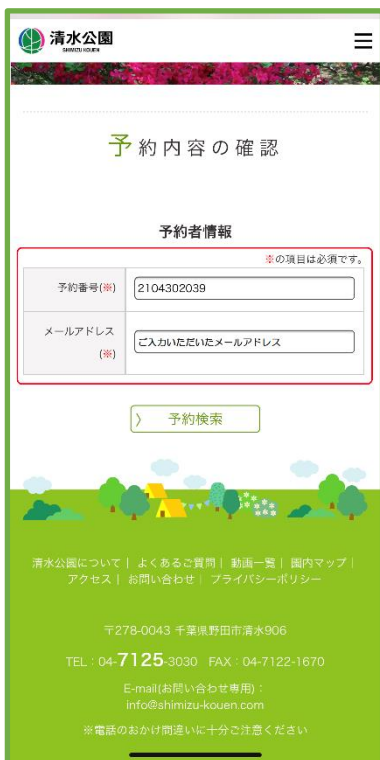 清水公園
SHIMIZU KOUEN
予約内容の確認
予約者情報
※の項目は必須です。
予約番号(※)
2104302039
メールアドレス
(※)
ご入力いただいたメールアドレス
〉 予約検索
清水公園について | よくあるご質問 | 動画一覧 | 園内マップ |
アクセス | お問い合わせ | プライバシーポリシー
〒278-0043 千葉県野田市清水906
TEL：04-7125-3030 FAX：04-7122-1670
E-mail(お問い合わせ専用)：
info@shimizu-kouen.com
※電話のおかけ間違いに十分ご注意ください